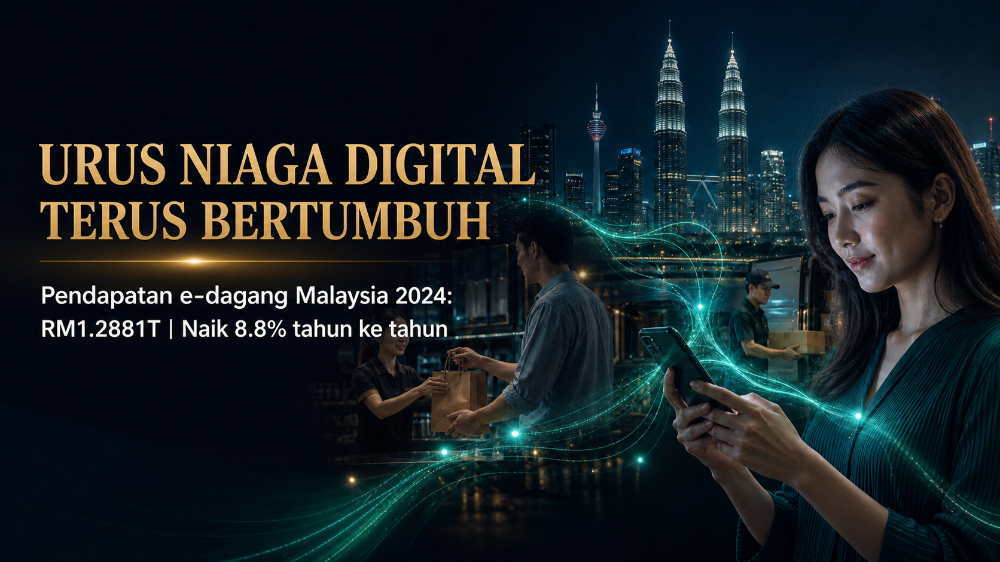 URUS NIAGA DIGITAL
TERUS BERTUMBUH
Pendapatan e-dagang Malaysia 2024:
RM1.2881T | Naik 8.8% tahun ke tahun